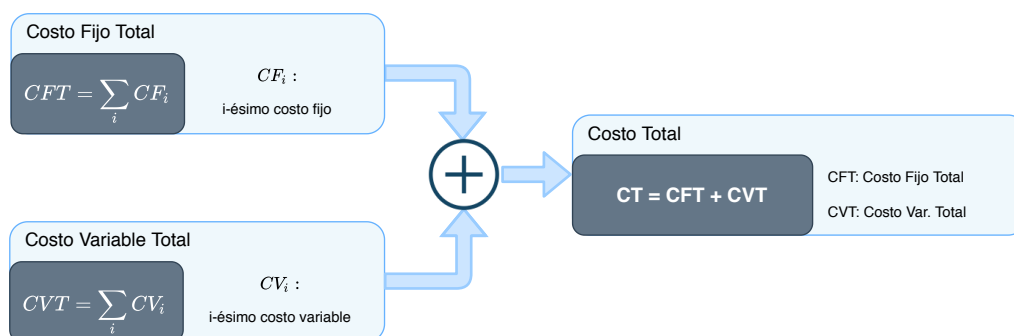 Costo Fijo Total
CFT = ∑_i CF_i
CF_i :
i-ésimo costo fijo
Costo Total
CT = CFT + CVT
CFT: Costo Fijo Total
CVT: Costo Var. Total
Costo Variable Total
CVT = ∑_i CV_i
CV_i :
i-ésimo costo variable